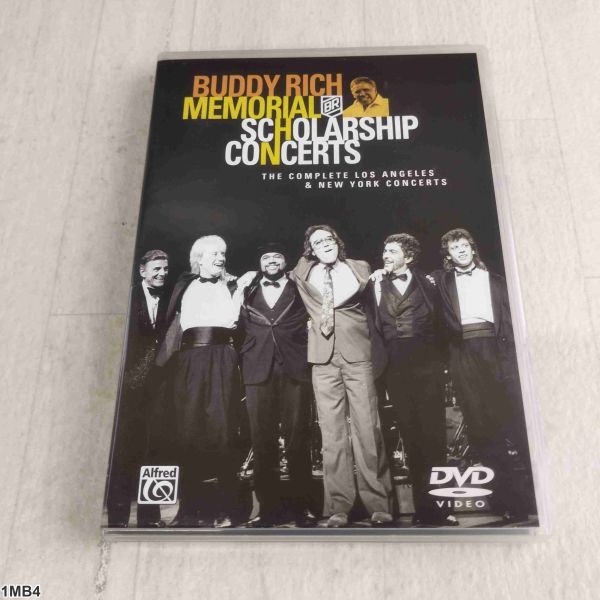 BUDDY RICH
MEMORIAL BR
SCHOLARSHIP
CONCERTS
THE COMPLETE LOS ANGELES
& NEW YORK CONCERTS
Alfred
DVD
VIDEO
1MB4